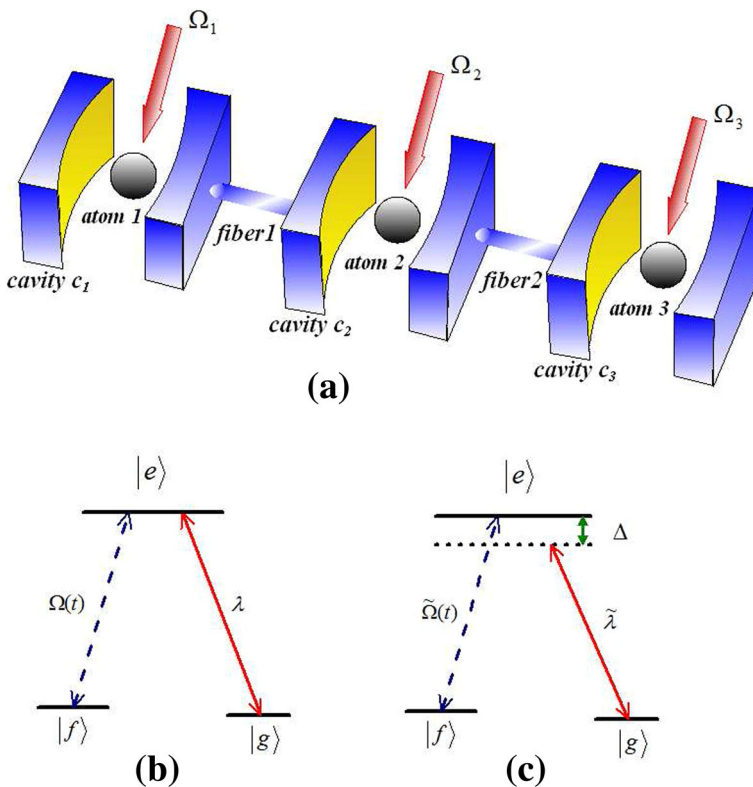 Ω₁
Ω₂
Ω₃
atom 1
fiber1
atom 2
fiber2
atom 3
cavity c₁
cavity c₂
cavity c₃
(a)
|e⟩
Ω(t)
λ
|f⟩
|g⟩
(b)
|e⟩
Δ
Ω̃(t)
λ̃
|f⟩
|g⟩
(c)